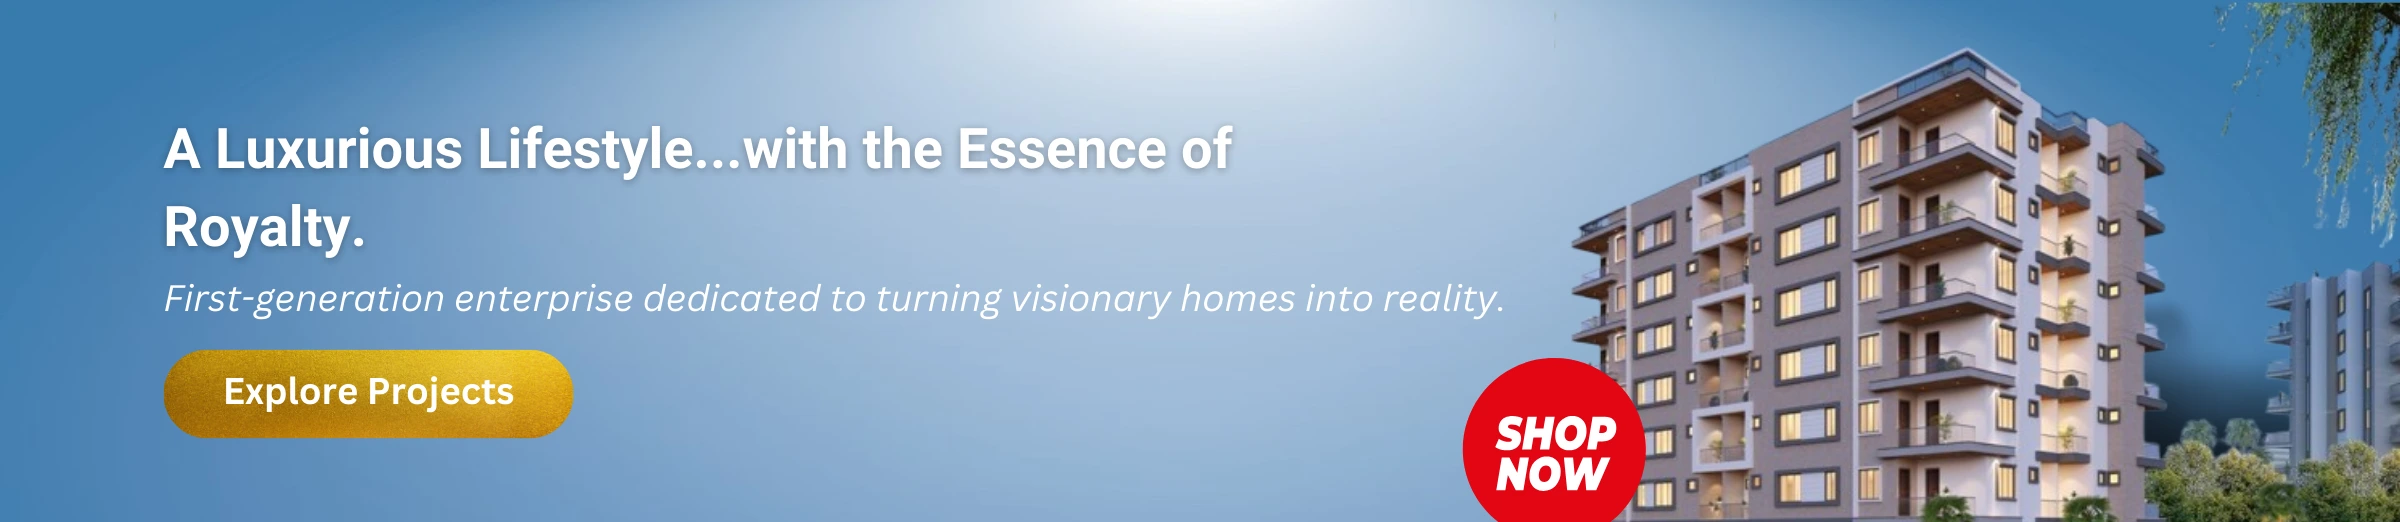 A Luxurious Lifestyle...with the Essence of
Royalty.
First-generation enterprise dedicated to turning visionary homes into reality.
Explore Projects
SHOP
NOW